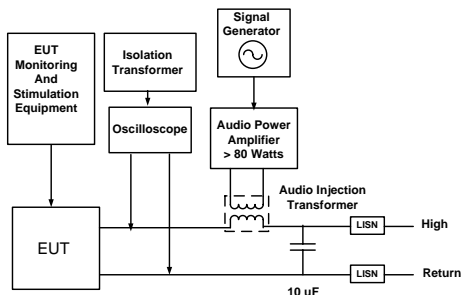 Signal
Generator
EUT
Monitoring
And
Stimulation
Equipment
Isolation
Transformer
Oscilloscope
Audio Power
Amplifier
> 80 Watts
Audio Injection
Transformer
EUT
LISN
High
LISN
Return
10 uF